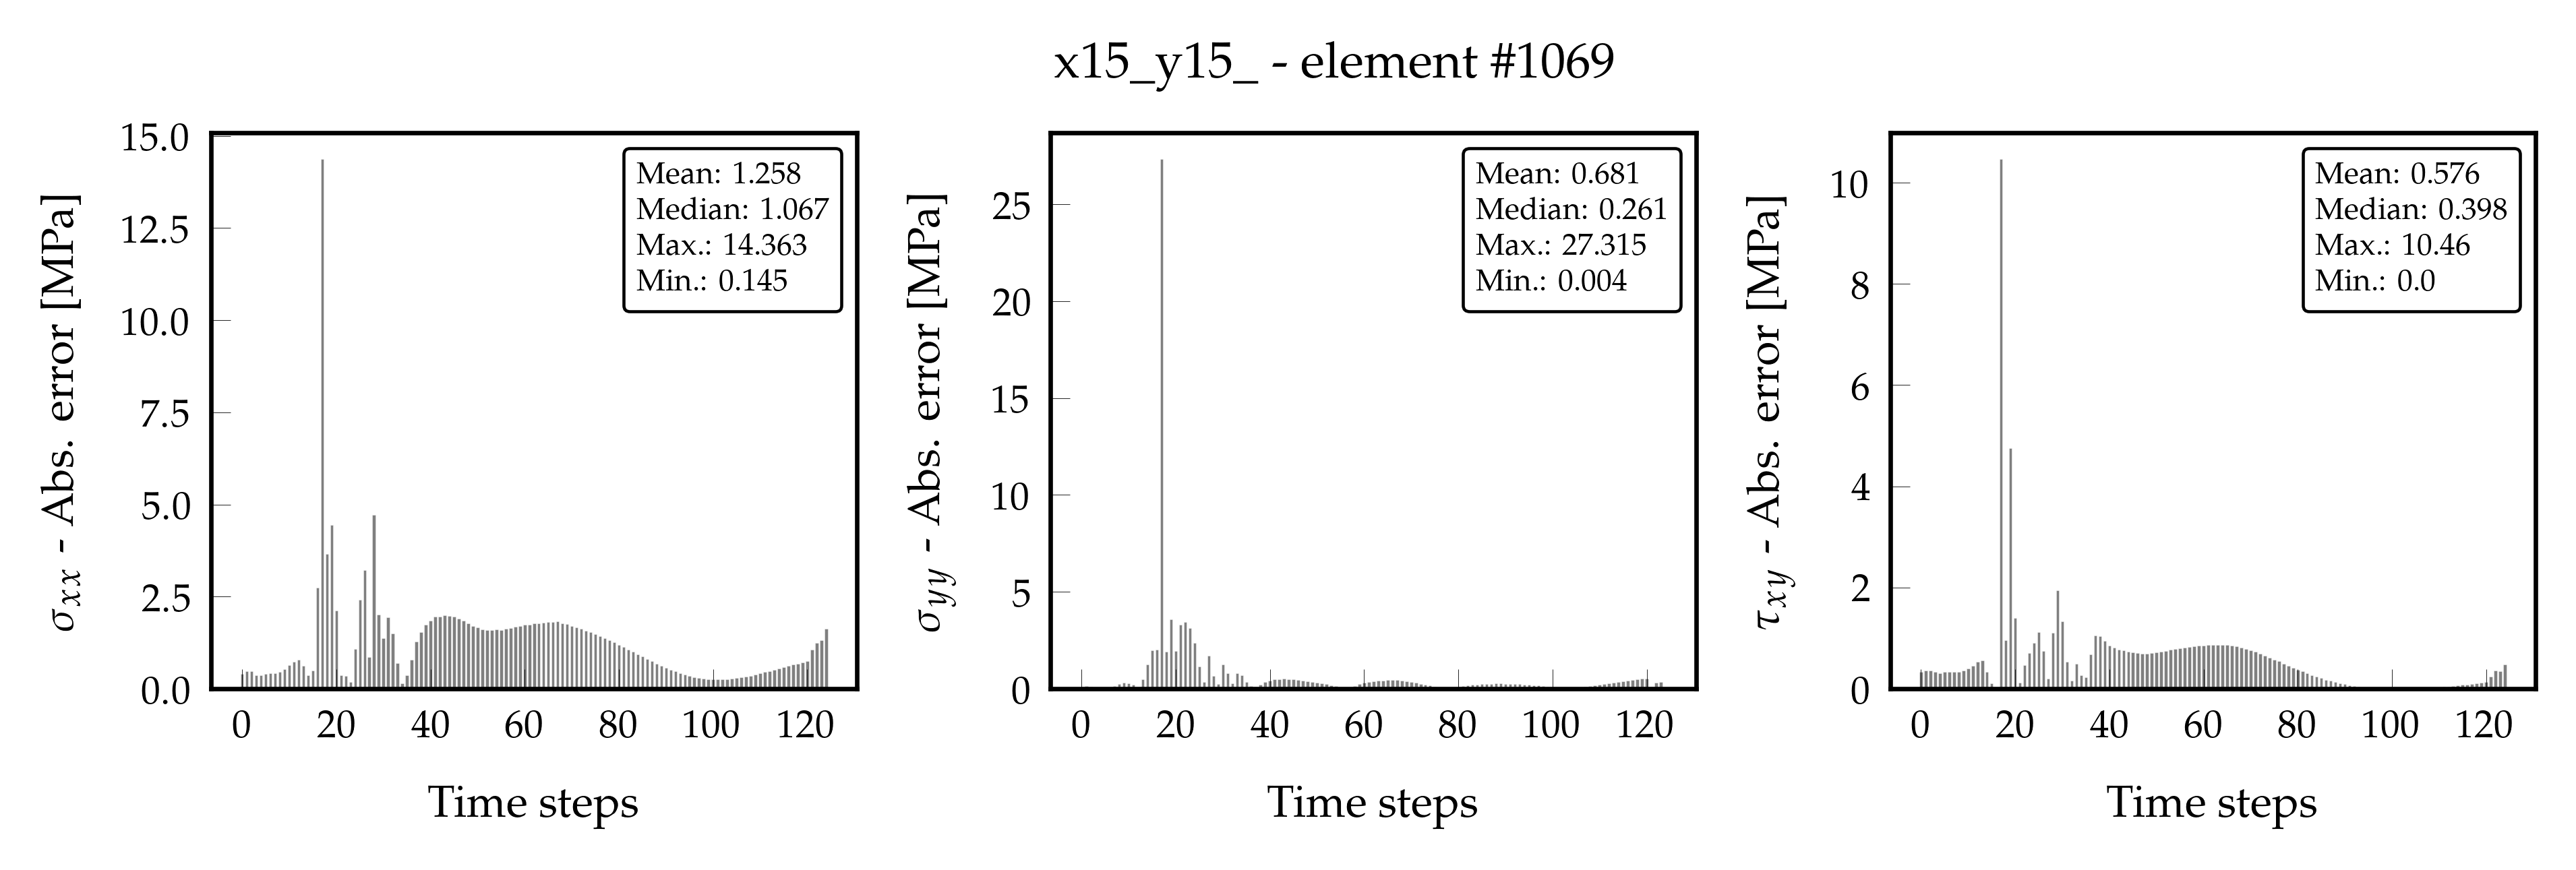 x15_y15_ - element #1069
σxx - Abs. error [MPa]
15.0
12.5
10.0
7.5
5.0
2.5
0.0
0 20 40 60 80 100 120
Time steps
Mean: 1.258
Median: 1.067
Max.: 14.363
Min.: 0.145
σyy - Abs. error [MPa]
25
20
15
10
5
0
0 20 40 60 80 100 120
Time steps
Mean: 0.681
Median: 0.261
Max.: 27.315
Min.: 0.004
τxy - Abs. error [MPa]
10
8
6
4
2
0
0 20 40 60 80 100 120
Time steps
Mean: 0.576
Median: 0.398
Max.: 10.46
Min.: 0.0